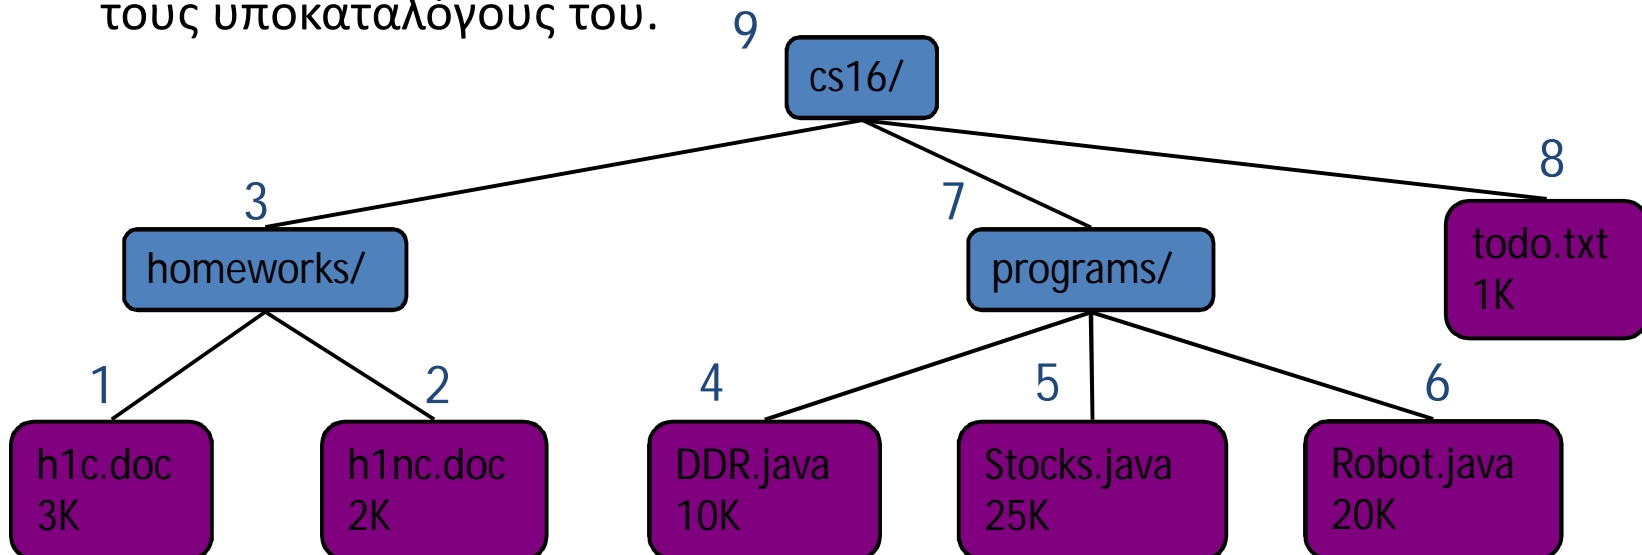 τους υποκαταλόγους του.
9
cs16/
3
7
8
homeworks/
programs/
todo.txt
1K
1
2
4
5
6
h1c.doc
3K
h1nc.doc
2K
DDR.java
10K
Stocks.java
25K
Robot.java
20K